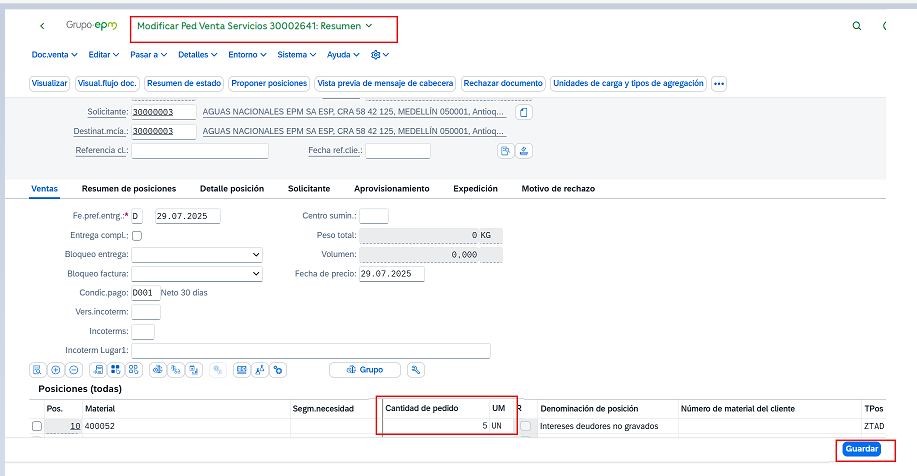 Grupo·epm Modificar Ped Venta Servicios 30002641: Resumen
Doc.venta Editar Pasar a Detalles Entorno Sistema Ayuda
Visualizar Visual.flujo doc. Resumen de estado Proponer posiciones Vista previa de mensaje de cabecera Rechazar documento Unidades de carga y tipos de agregación
Solicitante: 30000003 AGUAS NACIONALES EPM SA ESP, CRA 58 42 125, MEDELLÍN 050001, Antioq...
Destinat.mcía.: 30000003 AGUAS NACIONALES EPM SA ESP, CRA 58 42 125, MEDELLÍN 050001, Antioq...
Referencia cl.: Fecha ref.clie.:
Ventas Resumen de posiciones Detalle posición Solicitante Aprovisionamiento Expedición Motivo de rechazo
Fe.pref.entrg.:* D 29.07.2025 Centro sumin.:
Entrega compl.: Peso total: 0 KG
Bloqueo entrega: Volumen: 0,000
Bloqueo factura: Fecha de precio: 29.07.2025
Condic.pago: D001 Neto 30 dias
Vers.incoterm:
Incoterms:
Incoterm Lugar1:
Grupo
Posiciones (todas)
Pos. Material Segm.necesidad Cantidad de pedido UM R Denominación de posición Número de material del cliente TPos
10 400052 5 UN Intereses deudores no gravados ZTAD
Guardar